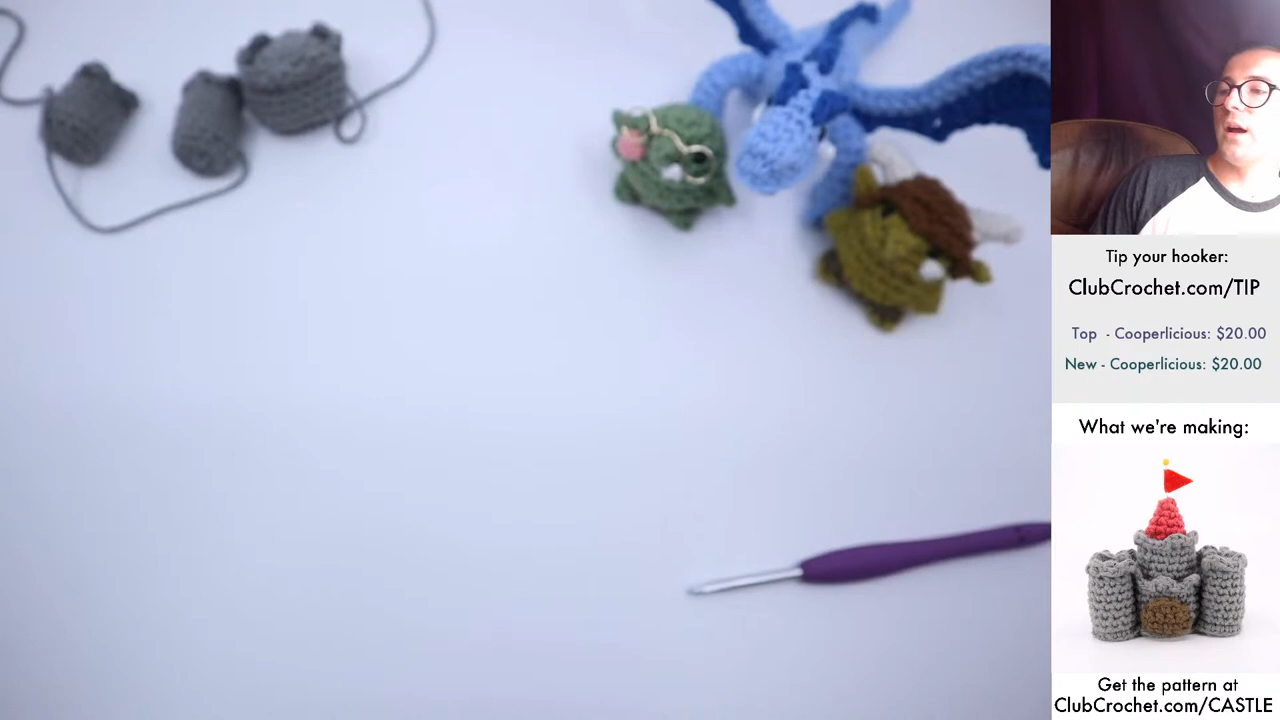 Tip your hooker:
ClubCrochet.com/TIP
Top - Cooperlicious: $20.00
New - Cooperlicious: $20.00
What we're making:
Get the pattern at
ClubCrochet.com/CASTLE